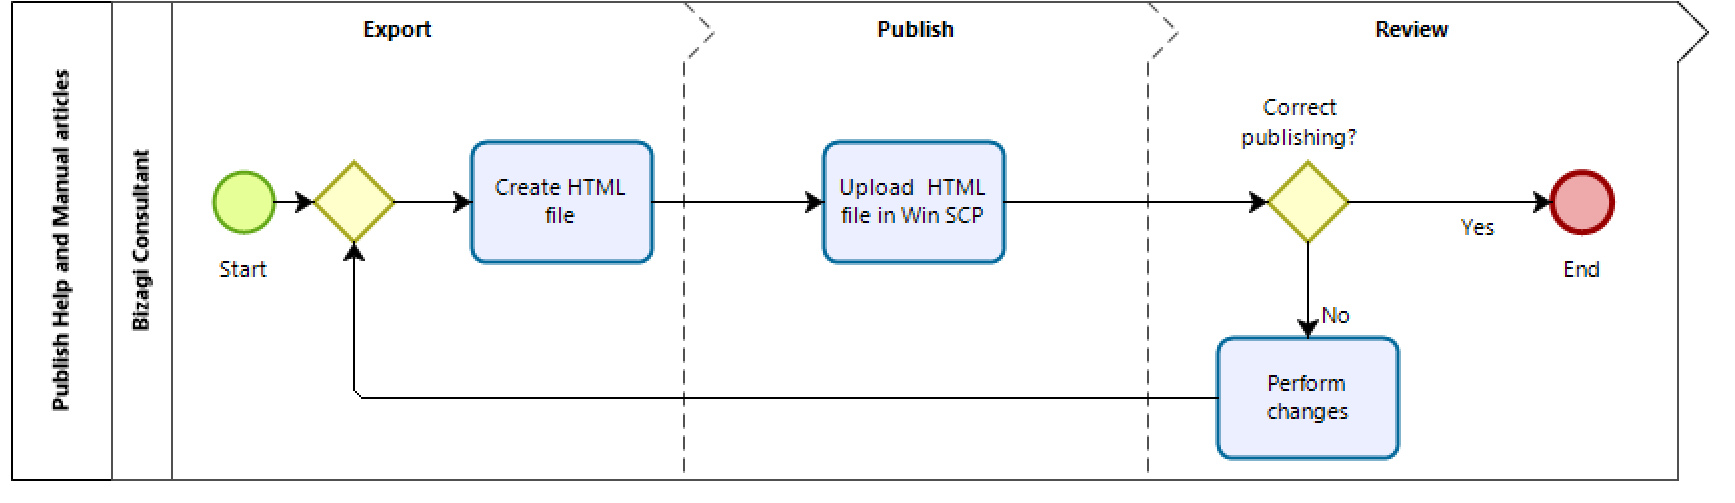 Publish Help and Manual articles
Bizagi Consultant
Export
Publish
Review
Start
Create HTML
file
Upload  HTML
file in Win SCP
Correct
publishing?
Yes
End
No
Perform
changes